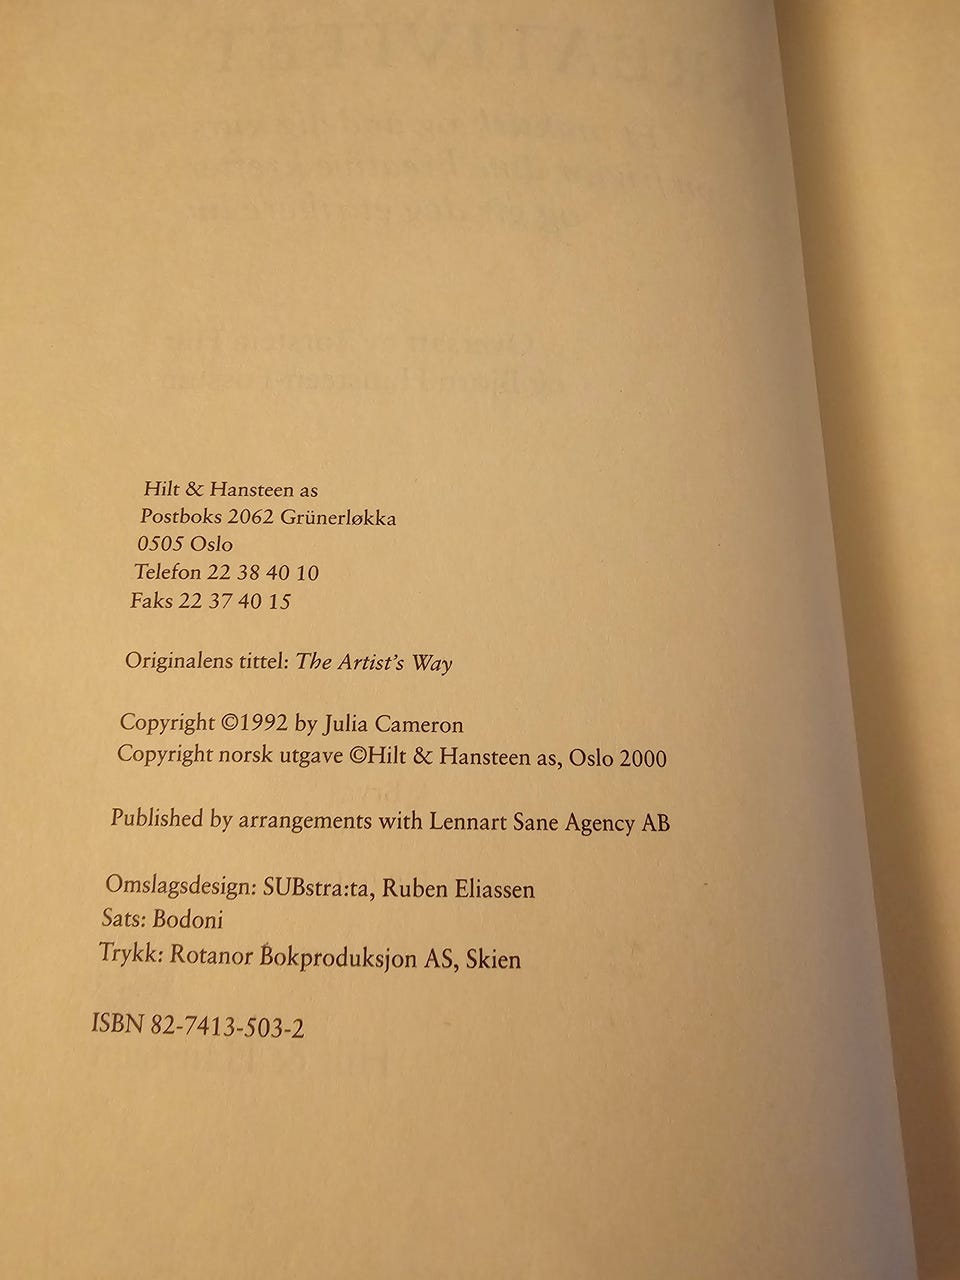 Hilt & Hansteen as
Postboks 2062 Grünerløkka
0505 Oslo
Telefon 22 38 40 10
Faks 22 37 40 15
Originalens tittel: The Artist's Way
Copyright ©1992 by Julia Cameron
Copyright norsk utgave ©Hilt & Hansteen as, Oslo 2000
Published by arrangements with Lennart Sane Agency AB
Omslagsdesign: SUBstra:ta, Ruben Eliassen
Sats: Bodoni
Trykk: Rotanor Bokproduksjon AS, Skien
ISBN 82-7413-503-2